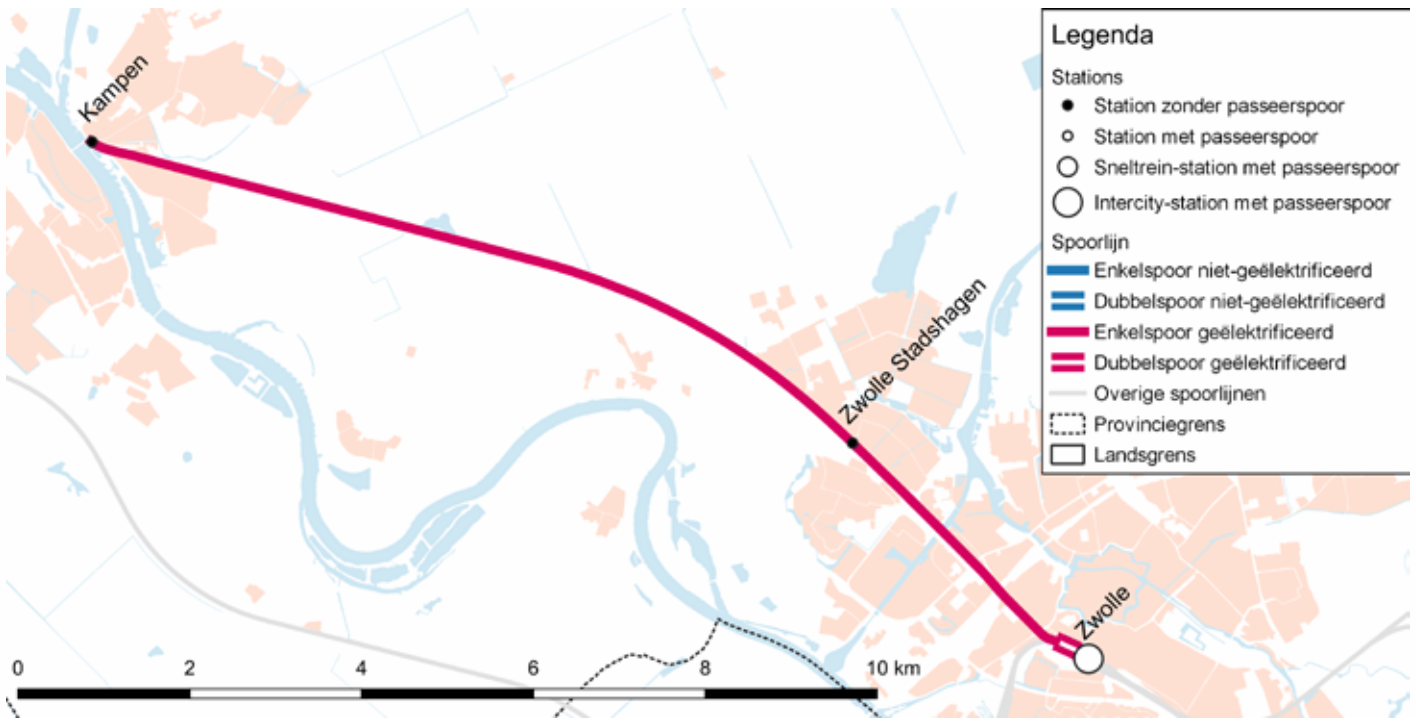 Kampen
Zwolle Stadshagen
Zwolle
Legenda
Stations
Station zonder passeerspoor
Station met passeerspoor
Sneltrein-station met passeerspoor
Intercity-station met passeerspoor
Spoorlijn
Enkelspoor niet-geëlektrificeerd
Dubbelspoor niet-geëlektrificeerd
Enkelspoor geëlektrificeerd
Dubbelspoor geëlektrificeerd
Overige spoorlijnen
Provinciegrens
Landsgrens
0 2 4 6 8 10 km